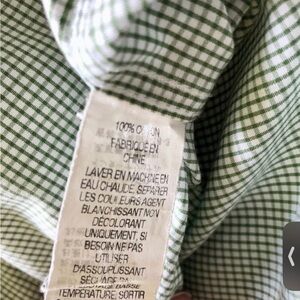 100% COTON
FABRIQUÉ EN
CHINE
LAVER EN MACHINE EN
EAU CHAUDE. SEPARER
LES COULEURS AGENT
BLANCHISSANT NON
DÉCOLORANT
UNIQUEMENT, SI
BESOIN NE PAS
UTILISER
D'ASSOUPLISSANT
TEMPÉRATURE SORTIR